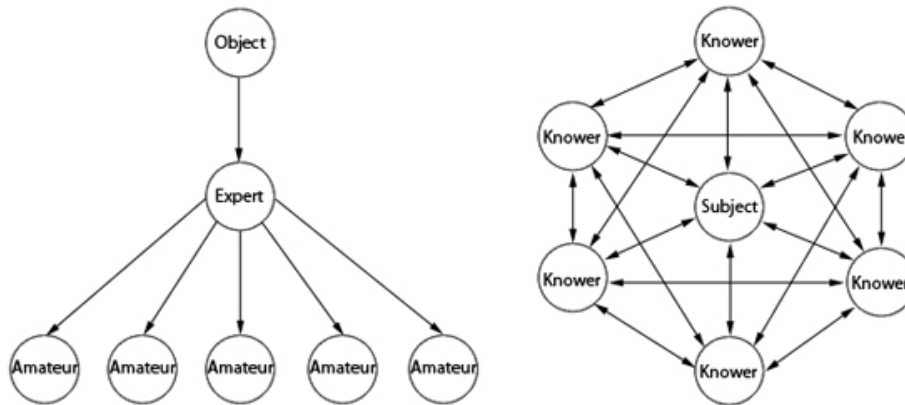 Object
Expert
Amateur
Amateur
Amateur
Amateur
Amateur
Knower
Knower
Knower
Subject
Knower
Knower
Knower